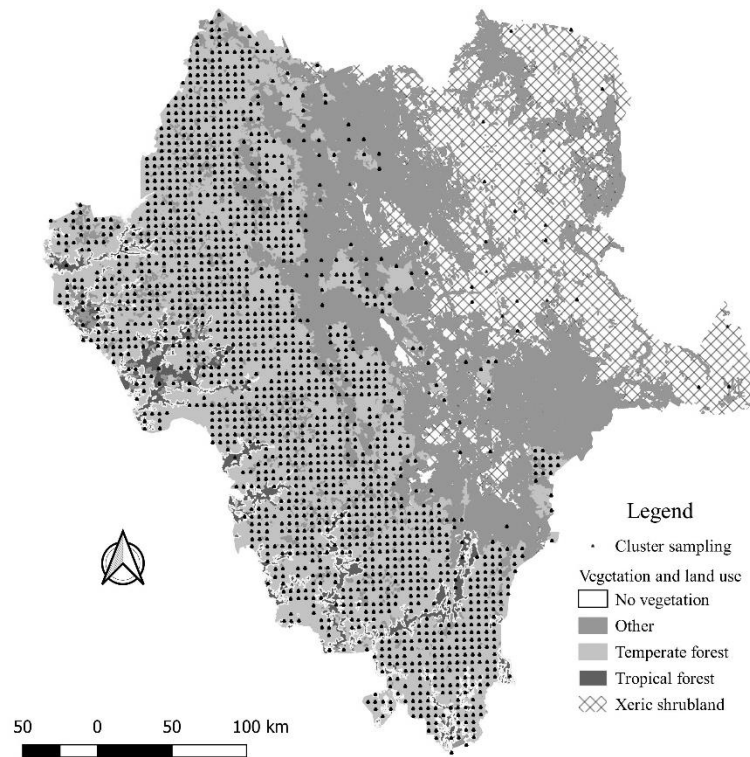 Legend
Cluster sampling
Vegetation and land use
No vegetation
Other
Temperate forest
Tropical forest
Xeric shrubland
50 0 50 100 km